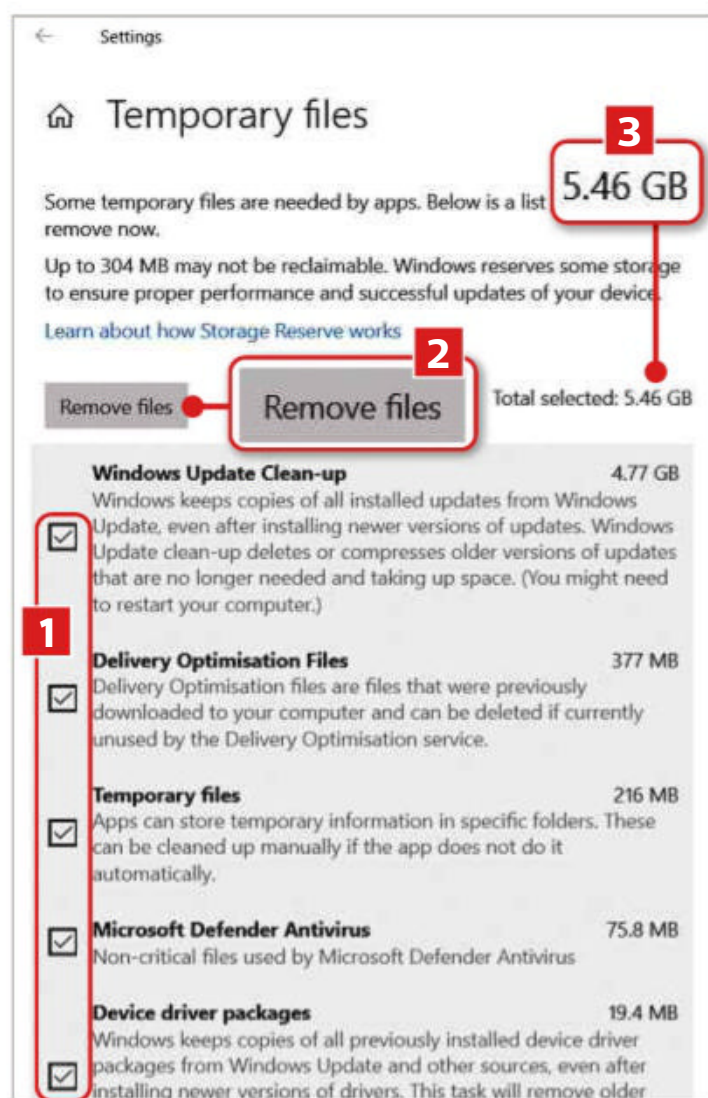 Settings
Temporary files
3
5.46 GB
Some temporary files are needed by apps. Below is a list
remove now.
Up to 304 MB may not be reclaimable. Windows reserves some storage
to ensure proper performance and successful updates of your device.
Learn about how Storage Reserve works
2
Remove files
Remove files
Total selected: 5.46 GB
Windows Update Clean-up 4.77 GB
Windows keeps copies of all installed updates from Windows
Update, even after installing newer versions of updates. Windows
Update clean-up deletes or compresses older versions of updates
that are no longer needed and taking up space. (You might need
to restart your computer.)
1
Delivery Optimisation Files 377 MB
Delivery Optimisation files are files that were previously
downloaded to your computer and can be deleted if currently
unused by the Delivery Optimisation service.
Temporary files 216 MB
Apps can store temporary information in specific folders. These
can be cleaned up manually if the app does not do it
automatically.
Microsoft Defender Antivirus 75.8 MB
Non-critical files used by Microsoft Defender Antivirus
Device driver packages 19.4 MB
Windows keeps copies of all previously installed device driver
packages from Windows Update and other sources, even after
installing newer versions of drivers. This task will remove older